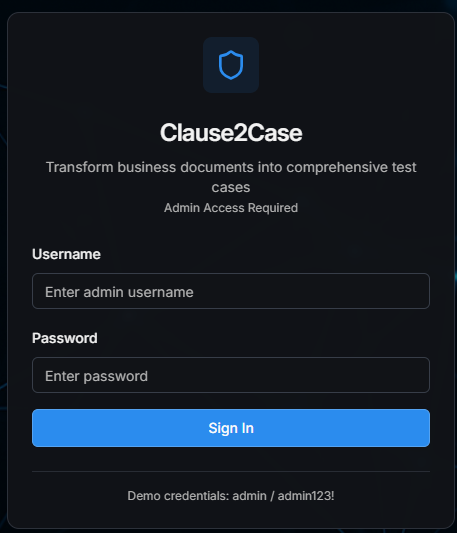 Clause2Case
Transform business documents into comprehensive test
cases
Admin Access Required
Username
Enter admin username
Password
Enter password
Sign In
Demo credentials: admin / admin123!